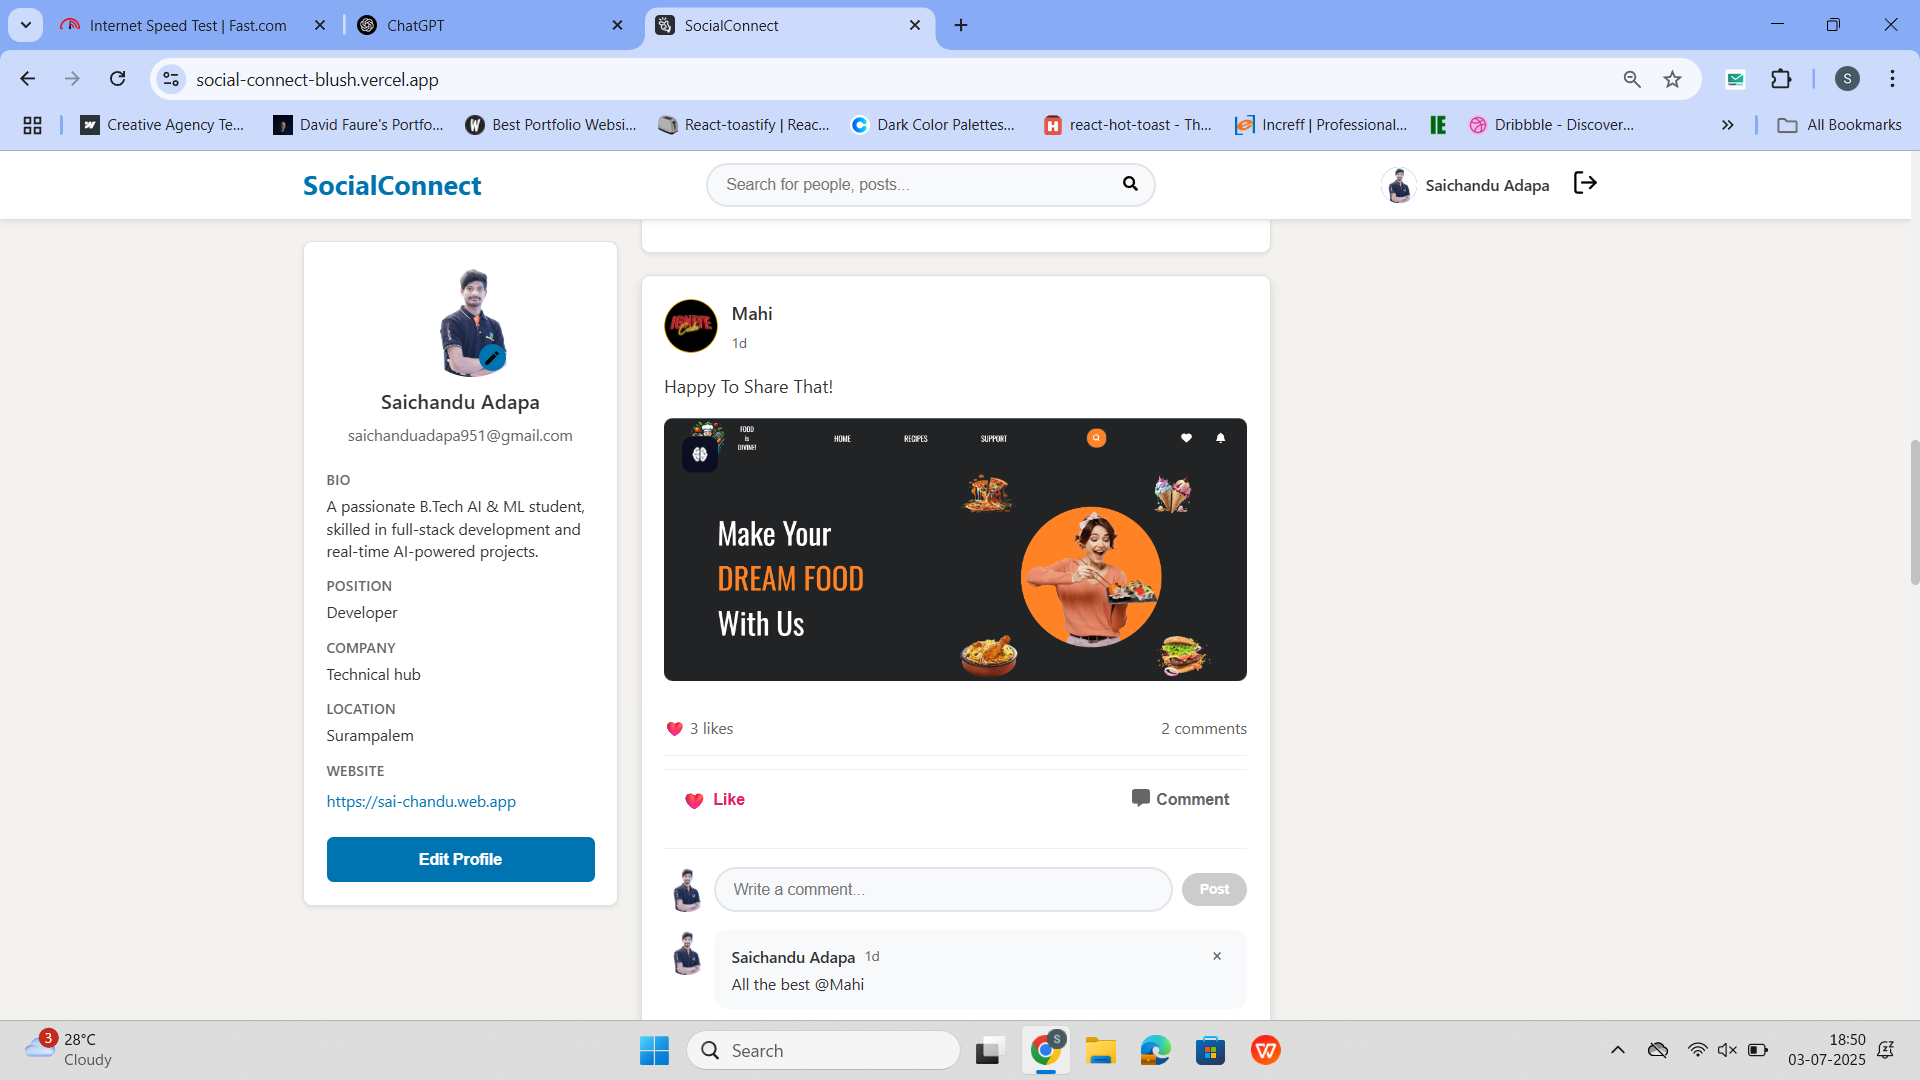 Internet Speed Test | Fast.com
ChatGPT
SocialConnect
social-connect-blush.vercel.app
S
Creative Agency Te...
David Faure's Portfo...
Best Portfolio Websi...
React-toastify | Reac...
Dark Color Palettes...
react-hot-toast - Th...
Increff | Professional...
Dribbble - Discover...
All Bookmarks
SocialConnect
Search for people, posts...
Saichandu Adapa
Saichandu Adapa
saichanduadapa951@gmail.com
BIO
A passionate B.Tech AI & ML student,
skilled in full-stack development and
real-time AI-powered projects.
POSITION
Developer
COMPANY
Technical hub
LOCATION
Surampalem
WEBSITE
https://sai-chandu.web.app
Edit Profile
IGNITE
Mahi
1d
Happy To Share That!
FOOD
is
DIVINE!
HOME
RECIPES
SUPPORT
Make Your
DREAM FOOD
With Us
3 likes
2 comments
Like
Comment
Write a comment...
Post
Saichandu Adapa 1d
All the best @Mahi
3
28°C
Cloudy
Search
S
18:50
03-07-2025